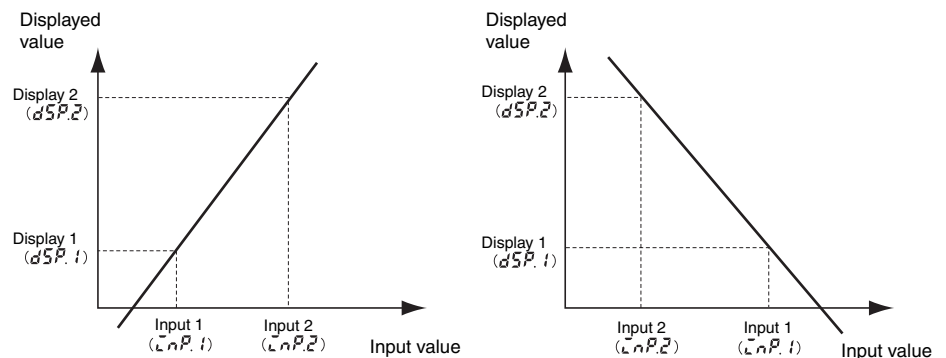 Displayed
value
Display 2
(dSP.2)
Display 1
(dSP.1)
Input 1
(inP.1)
Input 2
(inP.2)
Input value
Displayed
value
Display 2
(dSP.2)
Display 1
(dSP.1)
Input 2
(inP.2)
Input 1
(inP.1)
Input value